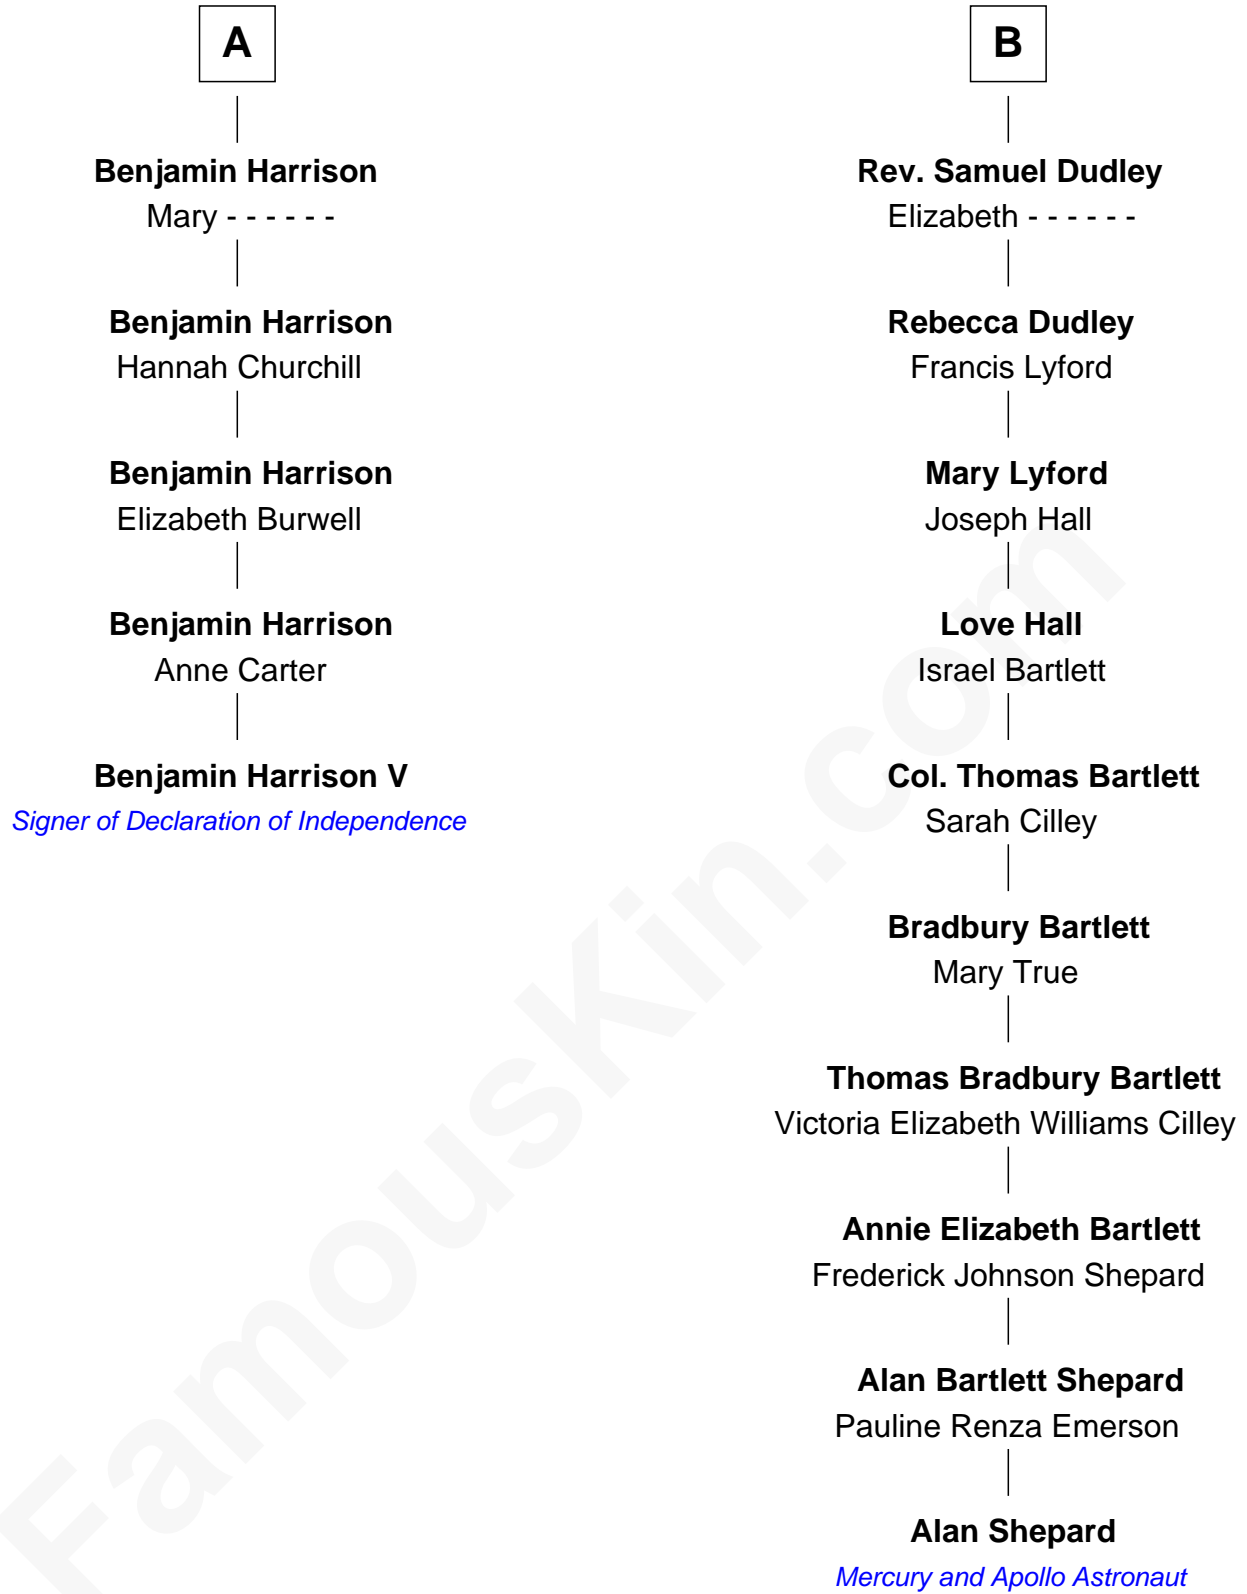 A
Benjamin Harrison
Mary - - - - - -
Benjamin Harrison
Hannah Churchill
Benjamin Harrison
Elizabeth Burwell
Benjamin Harrison
Anne Carter
Benjamin Harrison V
Signer of Declaration of Independence
B
Rev. Samuel Dudley
Elizabeth - - - - - -
Rebecca Dudley
Francis Lyford
Mary Lyford
Joseph Hall
Love Hall
Israel Bartlett
Col. Thomas Bartlett
Sarah Cilley
Bradbury Bartlett
Mary True
Thomas Bradbury Bartlett
Victoria Elizabeth Williams Cilley
Annie Elizabeth Bartlett
Frederick Johnson Shepard
Alan Bartlett Shepard
Pauline Renza Emerson
Alan Shepard
Mercury and Apollo Astronaut
FamousKin.com